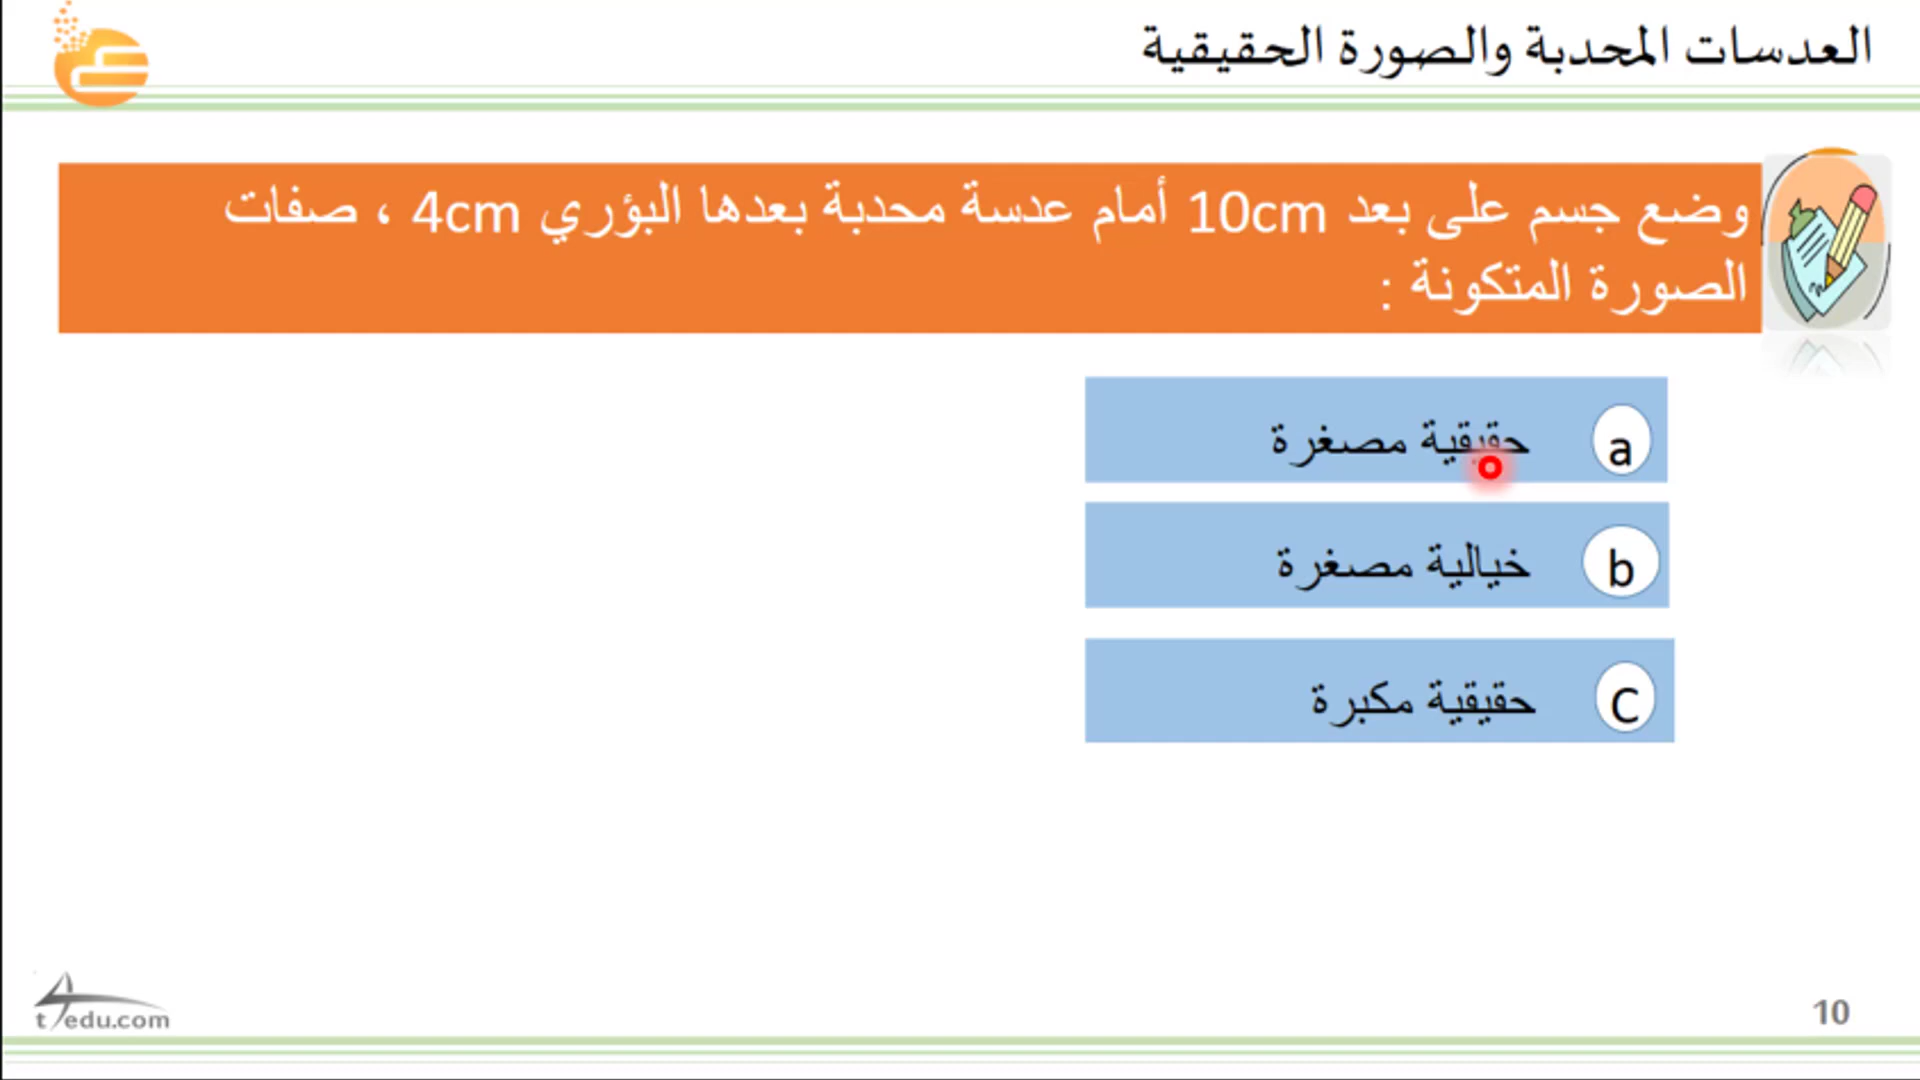 العدسات المحدبة والصورة الحقيقية
وضع جسم على بعد 10cm أمام عدسة محدبة بعدها البؤري 4cm ، صفات
الصورة المتكونة :
a حقيقية مصغرة
b خيالية مصغرة
C حقيقية مكبرة
t4edu.com
10